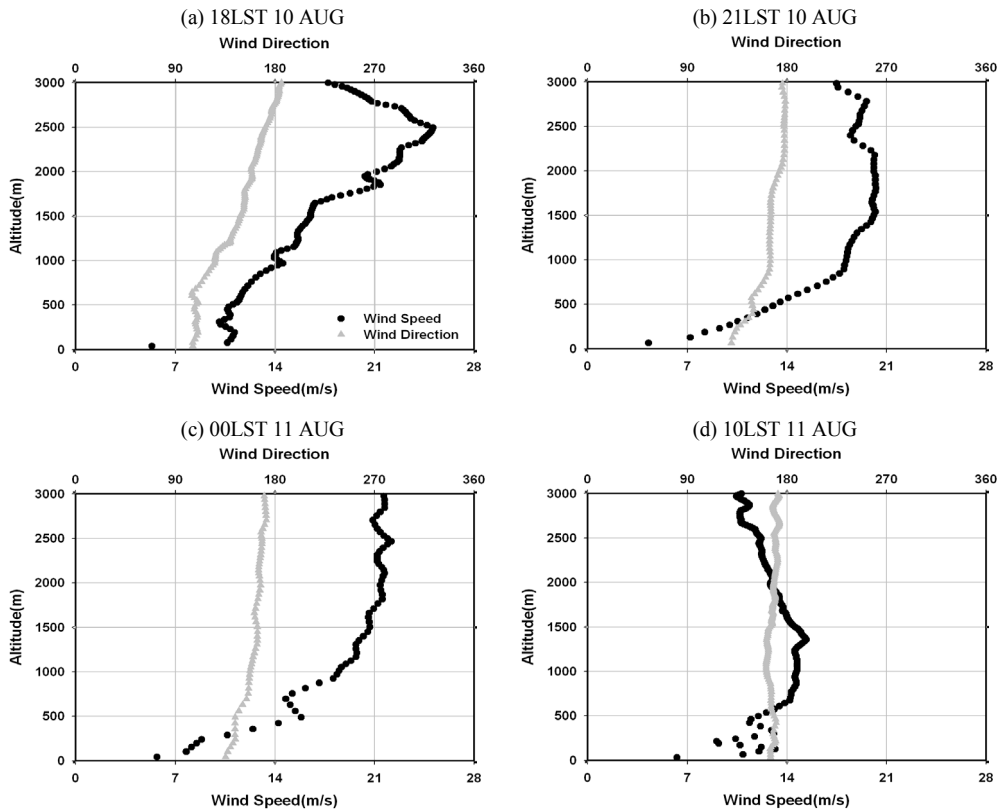 (a) 18LST 10 AUG
Wind Direction
0 90 180 270 360
3000
2500
2000
1500
1000
500
0
Altitude(m)
Wind Speed
Wind Direction
0 7 14 21 28
Wind Speed(m/s)
(b) 21LST 10 AUG
Wind Direction
0 90 180 270 360
3000
2500
2000
1500
1000
500
0
Altitude(m)
0 7 14 21 28
Wind Speed(m/s)
(c) 00LST 11 AUG
Wind Direction
0 90 180 270 360
3000
2500
2000
1500
1000
500
0
Altitude(m)
0 7 14 21 28
Wind Speed(m/s)
(d) 10LST 11 AUG
Wind Direction
0 90 180 270 360
3000
2500
2000
1500
1000
500
0
Altitude(m)
0 7 14 21 28
Wind Speed(m/s)